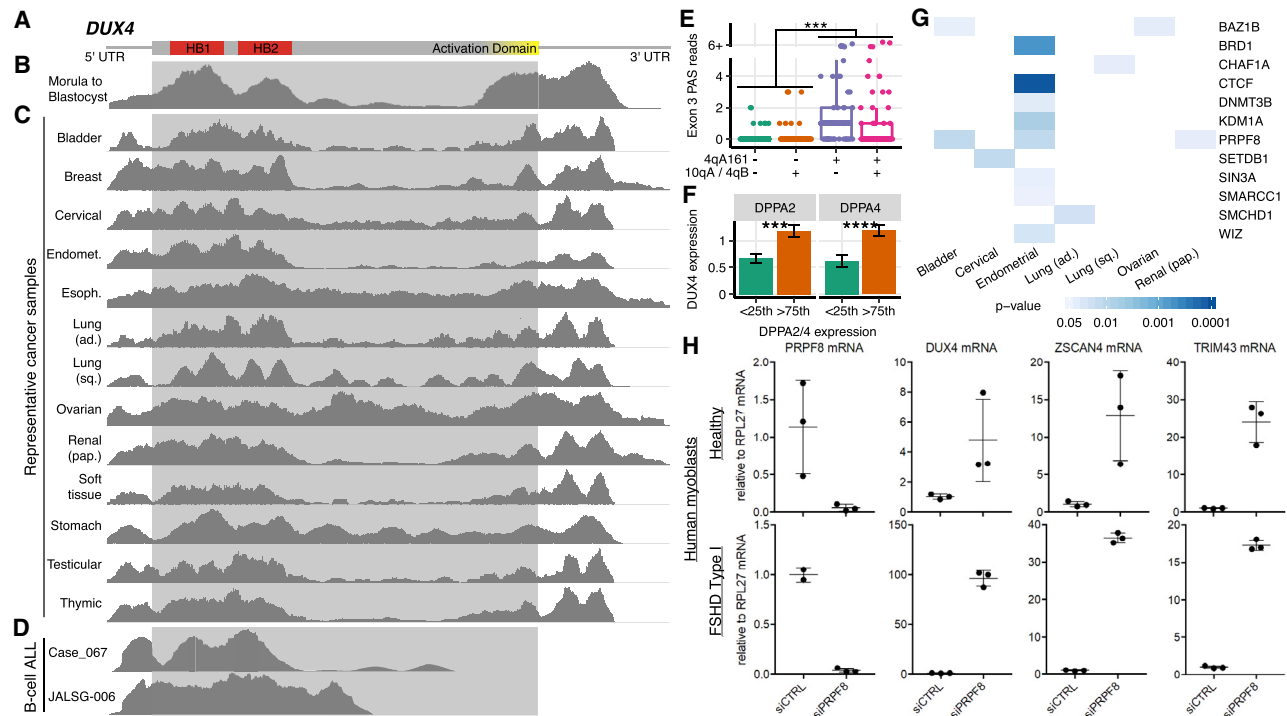 A
DUX4
5' UTR
HB1
HB2
Activation Domain
3' UTR
B
Morula to
Blastocyst
C
Representative cancer samples
Bladder
Breast
Cervical
Endomet.
Esoph.
Lung
(ad.)
Lung
(sq.)
Ovarian
Renal
(pap.)
Soft
tissue
Stomach
Testicular
Thymic
D
B-cell ALL
Case_067
JALSG-006
E
Exon 3 PAS reads
***
6+
4
2
0
4qA161 - - + +
10qA / 4qB - + - +
F
DUX4 expression
DPPA2 DPPA4
*** ****
1
0.5
0
<25th >75th <25th >75th
DPPA2/4 expression
G
BAZ1B
BRD1
CHAF1A
CTCF
DNMT3B
KDM1A
PRPF8
SETDB1
SIN3A
SMARCC1
SMCHD1
WIZ
Bladder
Cervical
Endometrial
Lung (ad.)
Lung (sq.)
Ovarian
Renal (pap.)
p-value
0.05 0.01 0.001 0.0001
H
Human myoblasts
Healthy
FSHD Type I
PRPF8 mRNA DUX4 mRNA ZSCAN4 mRNA TRIM43 mRNA
relative to RPL27 mRNA
2.0
1.5
1.0
0.5
0.0
10
8
6
4
2
0
20
15
10
5
0
40
30
20
10
0
relative to RPL27 mRNA
1.5
1.0
0.5
0.0
150
100
50
0
40
30
20
10
0
20
15
10
5
0
siCTRL siPRPF8 siCTRL siPRPF8 siCTRL siPRPF8 siCTRL siPRPF8